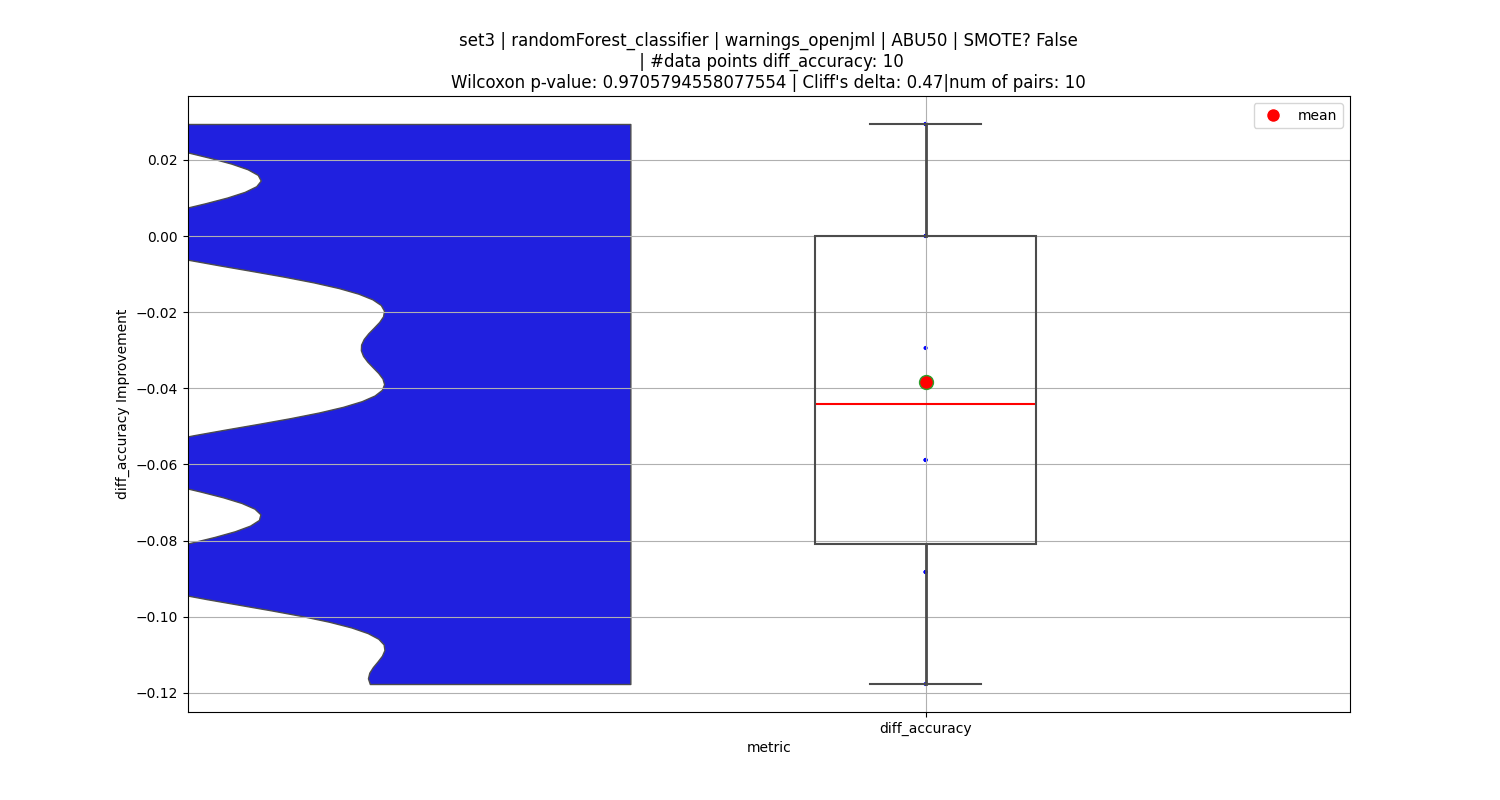 set3 | randomForest_classifier | warnings_openjml | ABU50 | SMOTE? False
| #data points diff_accuracy: 10
Wilcoxon p-value: 0.9705794558077554 | Cliff's delta: 0.47|num of pairs: 10
mean
0.02
0.00
−0.02
−0.04
−0.06
−0.08
−0.10
−0.12
diff_accuracy Improvement
diff_accuracy
metric